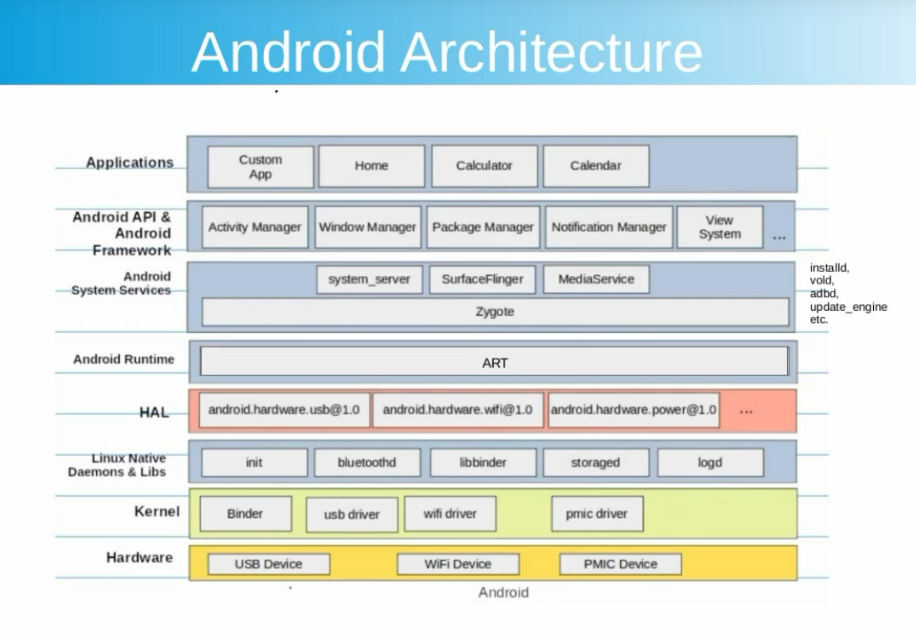 Android Architecture
Applications
Custom
App
Home
Calculator
Calendar
Android API &
Android
Framework
Activity Manager
Window Manager
Package Manager
Notification Manager
View
System
...
Android
System Services
system_server
SurfaceFlinger
MediaService
Zygote
installd,
vold,
adbd,
update_engine
etc.
Android Runtime
ART
HAL
android.hardware.usb@1.0
android.hardware.wifi@1.0
android.hardware.power@1.0
...
Linux Native
Daemons & Libs
init
bluetoothd
libbinder
storaged
logd
Kernel
Binder
usb driver
wifi driver
pmic driver
Hardware
USB Device
WiFi Device
PMIC Device
Android